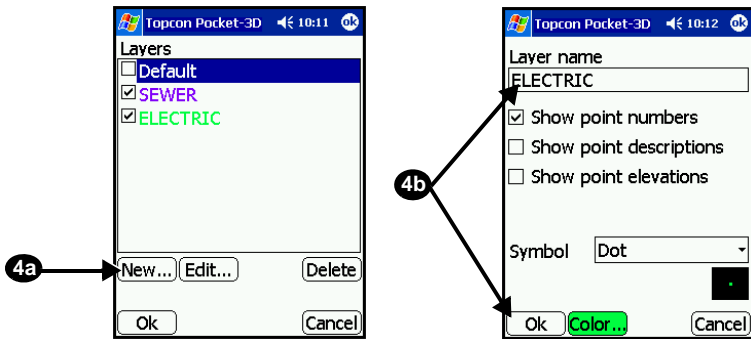 Topcon Pocket-3D 10:11 ok
Layers
Default
SEWER
ELECTRIC
4a
New... Edit... Delete
Ok Cancel
Topcon Pocket-3D 10:12 ok
Layer name
ELECTRIC
Show point numbers
Show point descriptions
Show point elevations
4b
Symbol Dot
Ok Color... Cancel